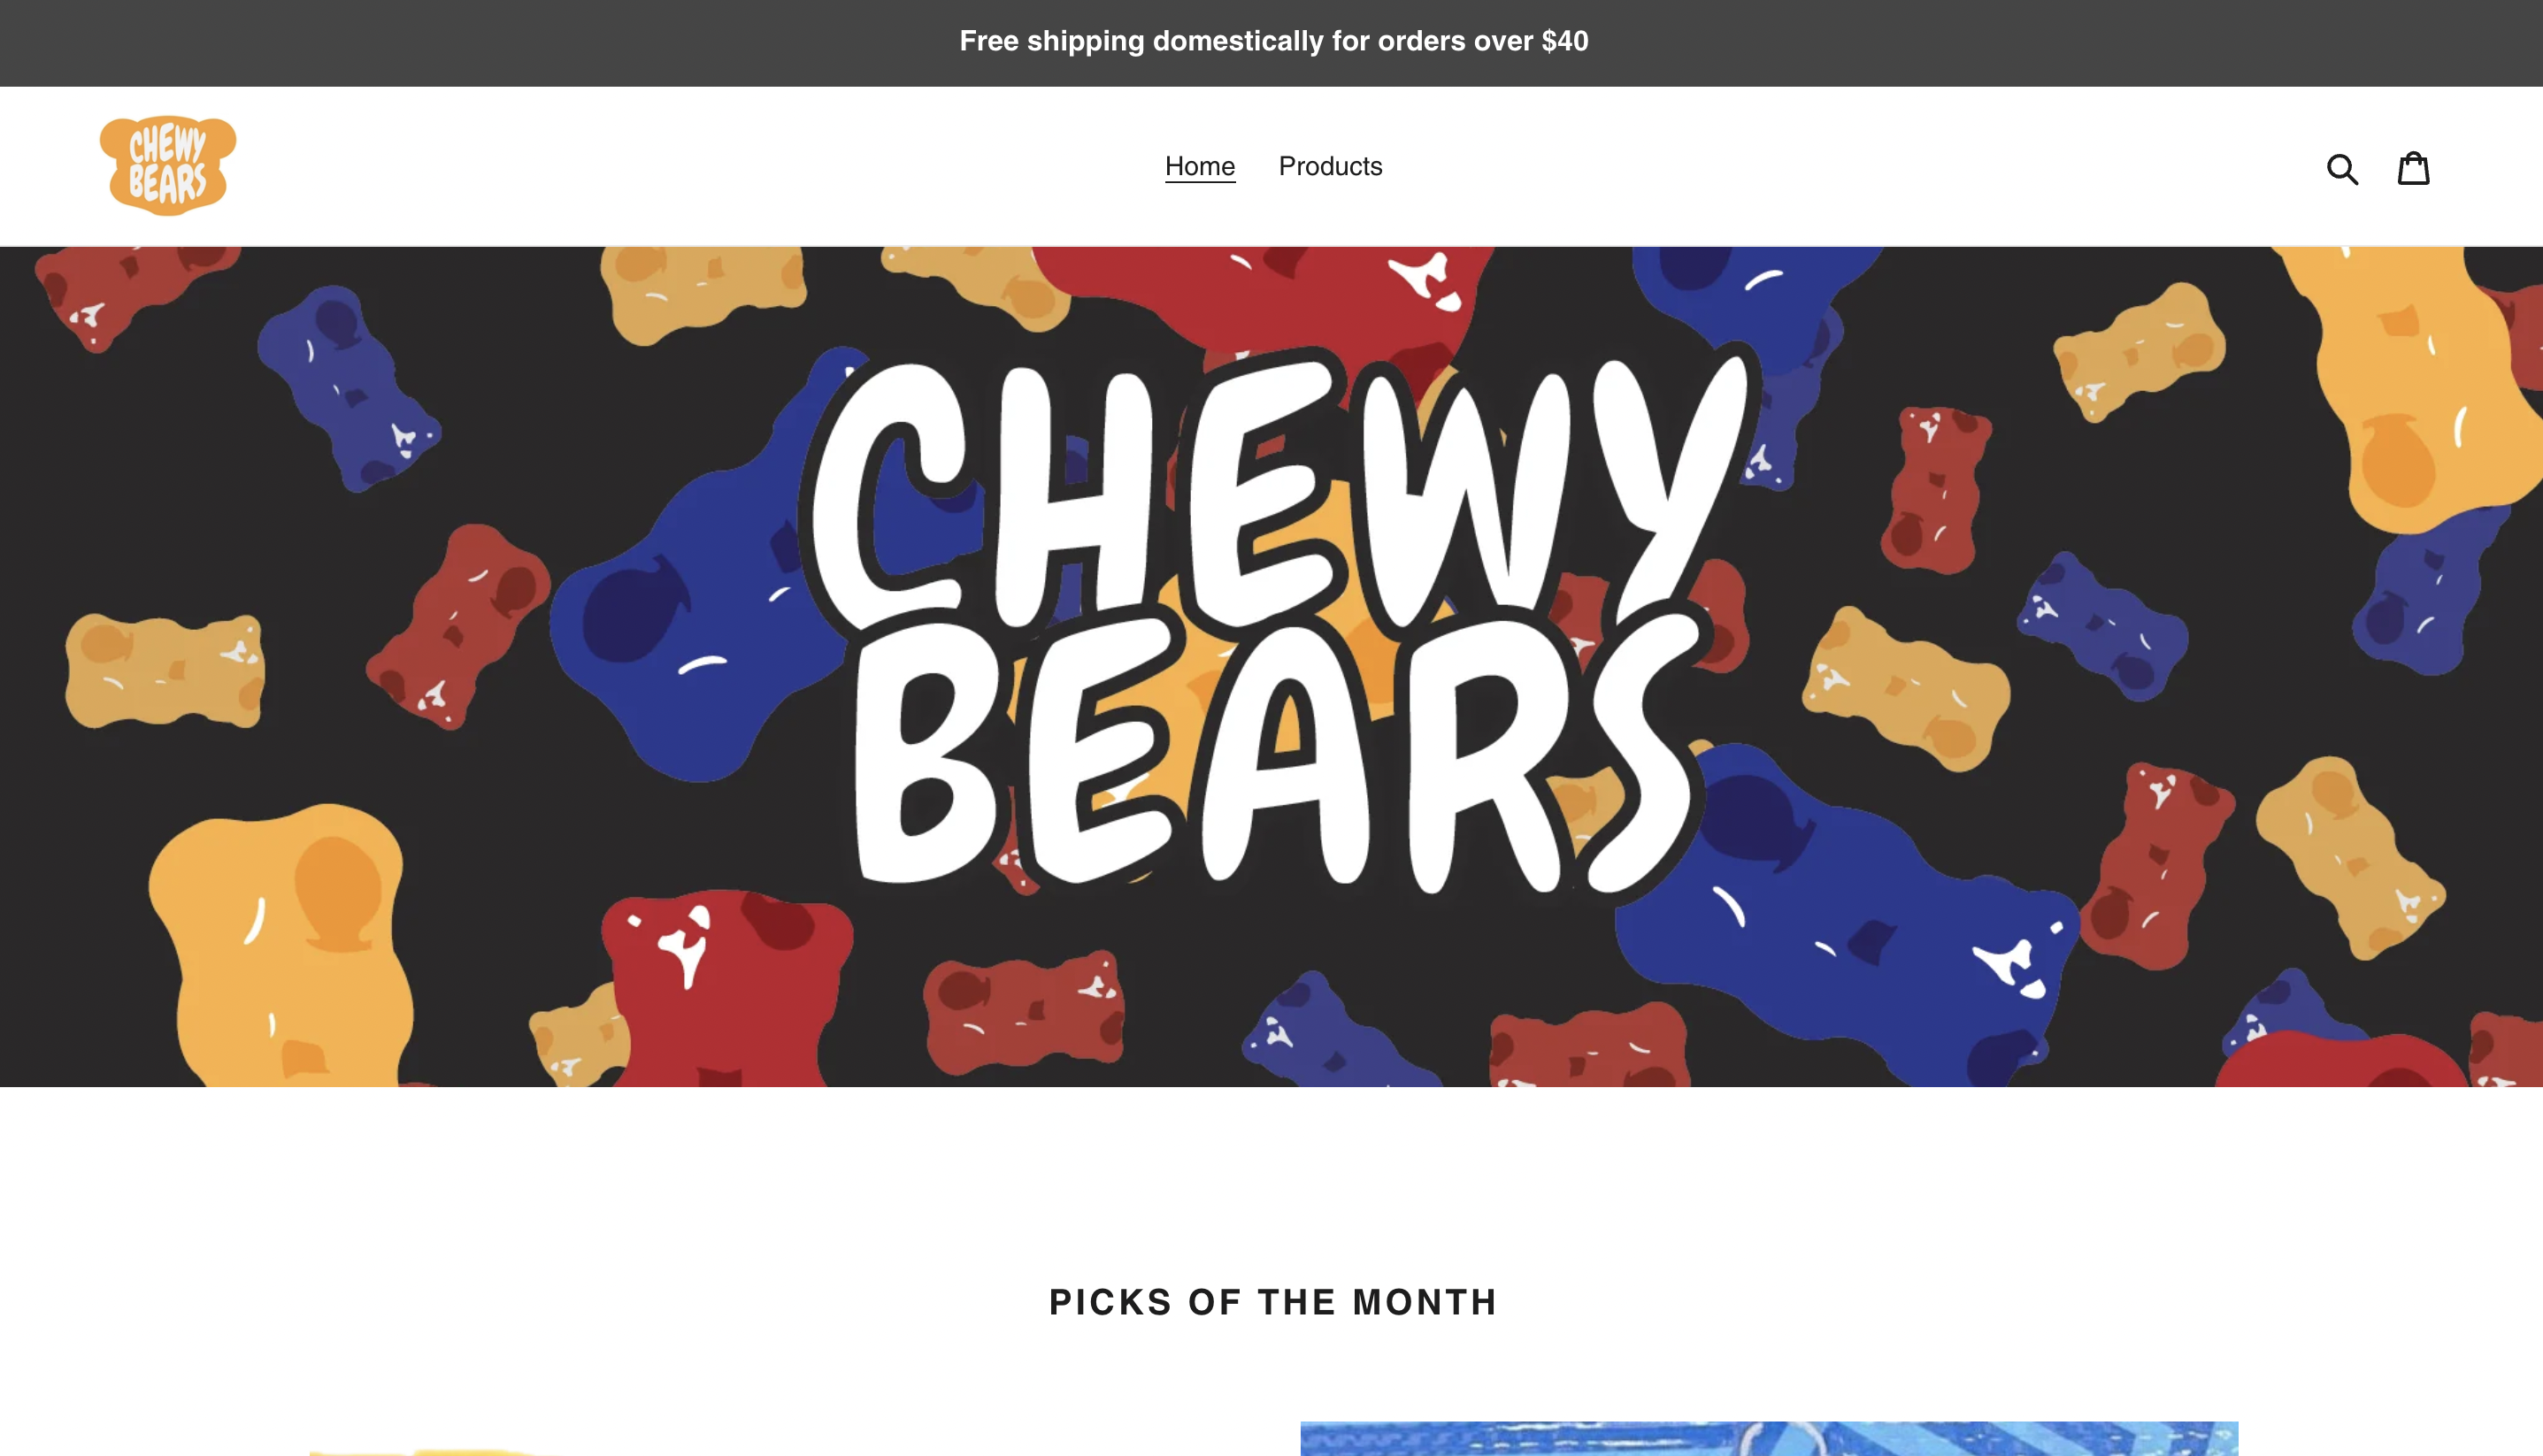 Free shipping domestically for orders over $40
CHEWY
BEARS
Home
Products
CHEWY
BEARS
PICKS OF THE MONTH